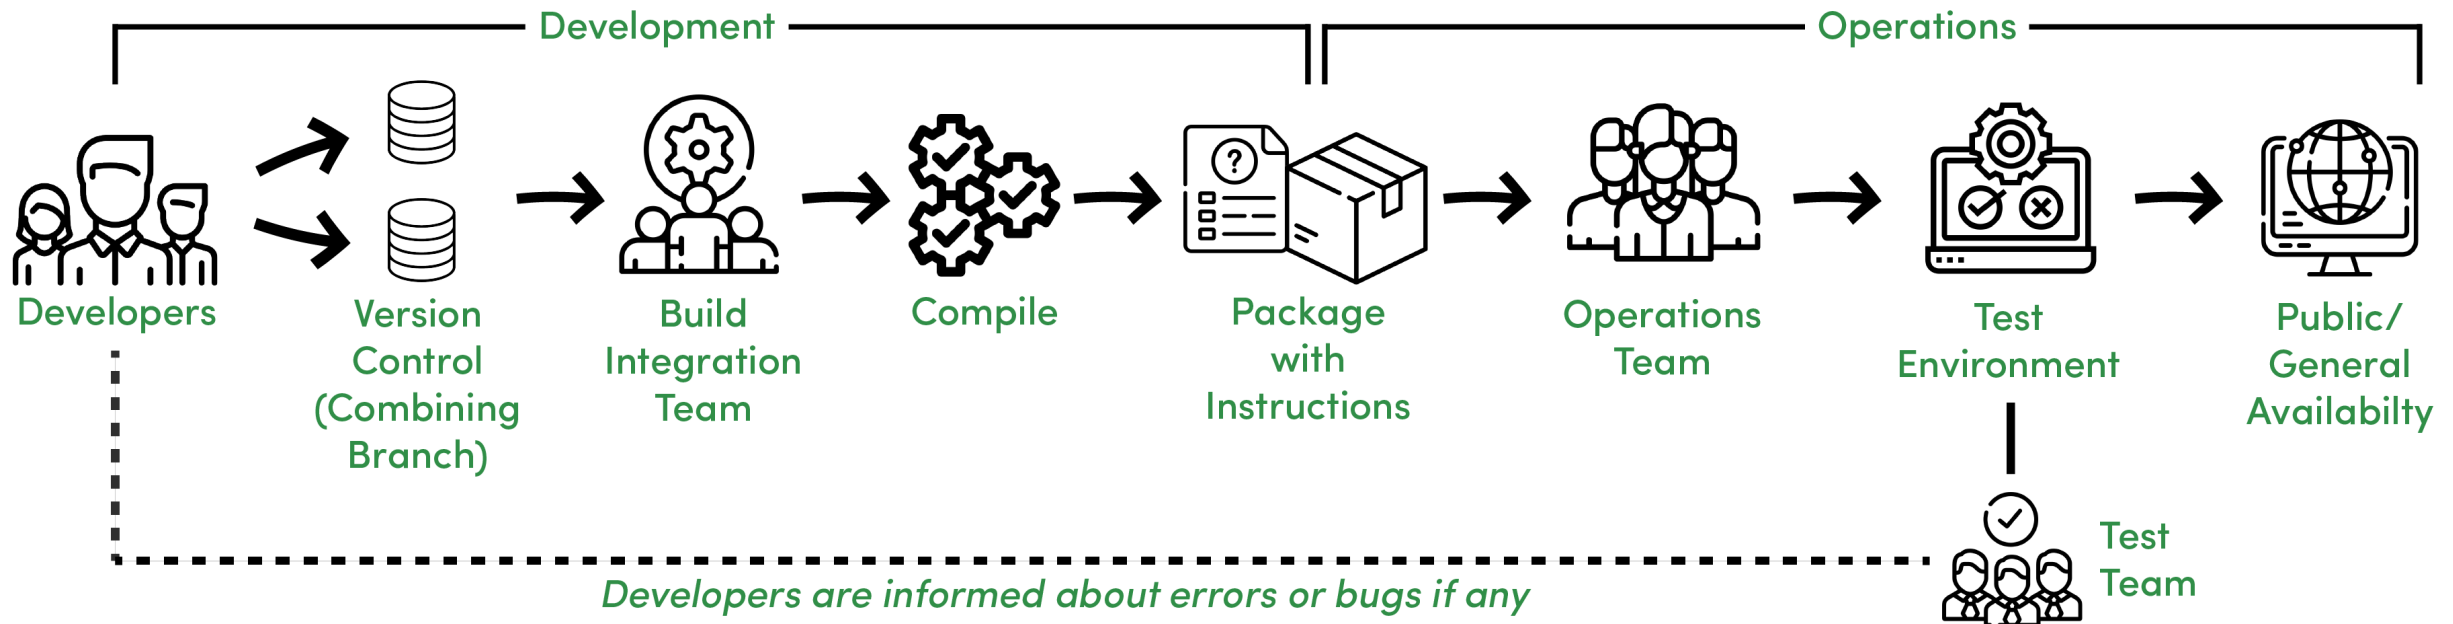 Development
Operations
Developers
Version
Control
(Combining
Branch)
Build
Integration
Team
Compile
Package
with
Instructions
Operations
Team
Test
Environment
Public/
General
Availabilty
?
Test
Team
Developers are informed about errors or bugs if any